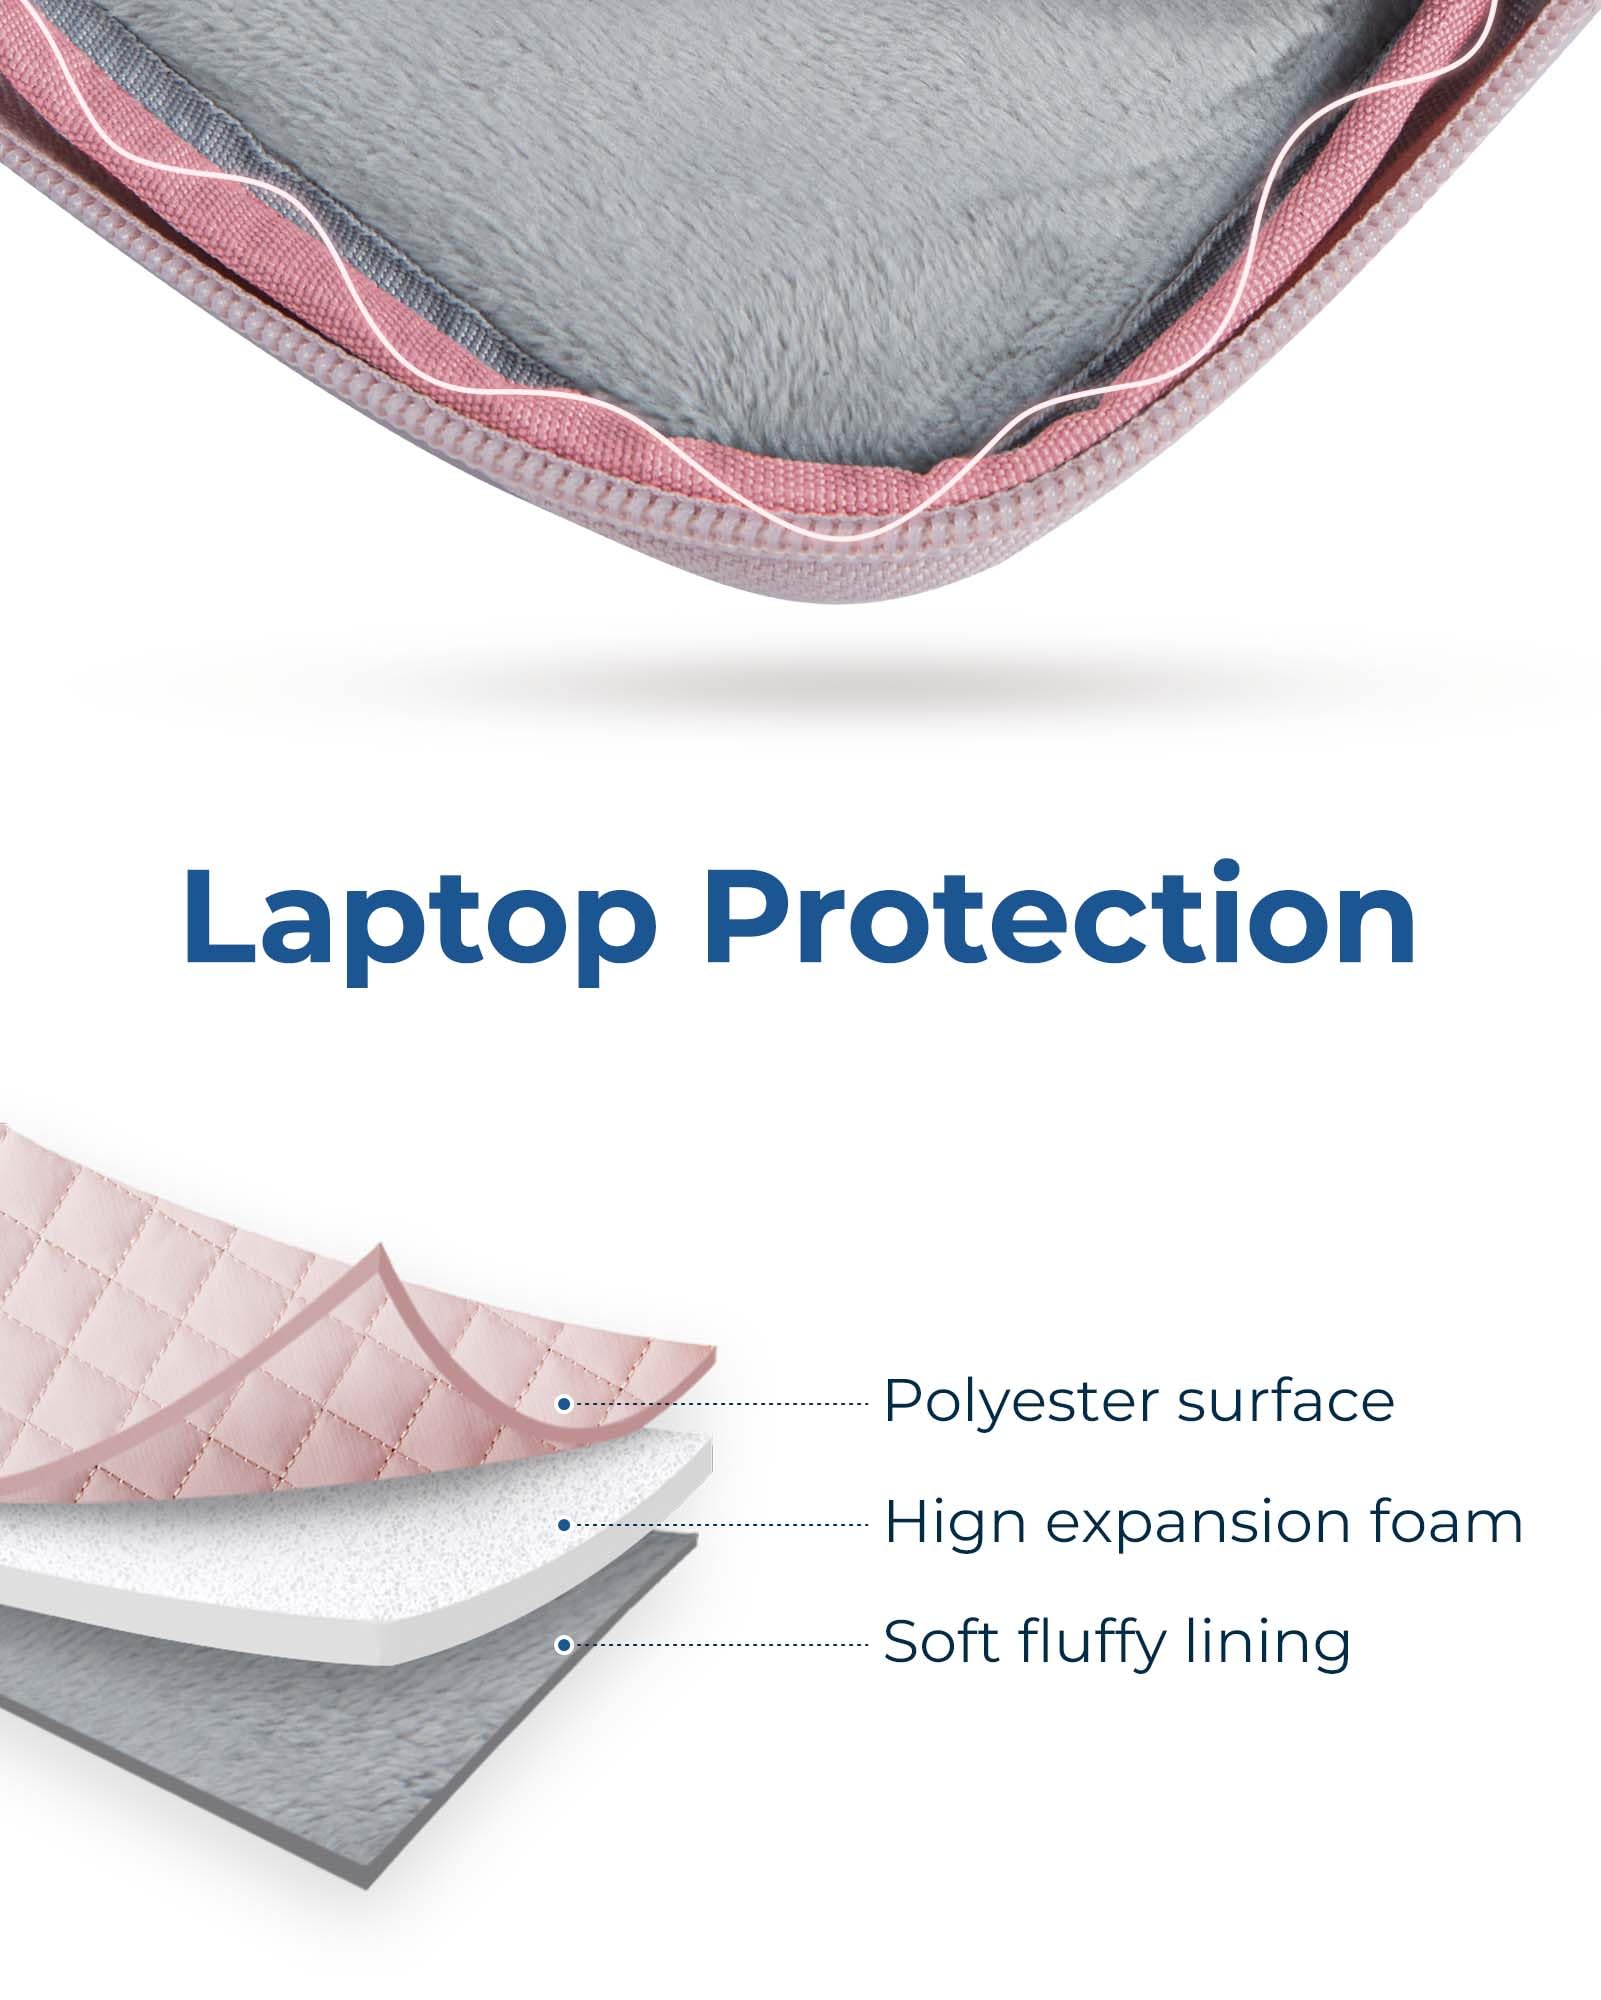 Laptop Protection
Polyester surface
Hign expansion foam
Soft fluffy lining